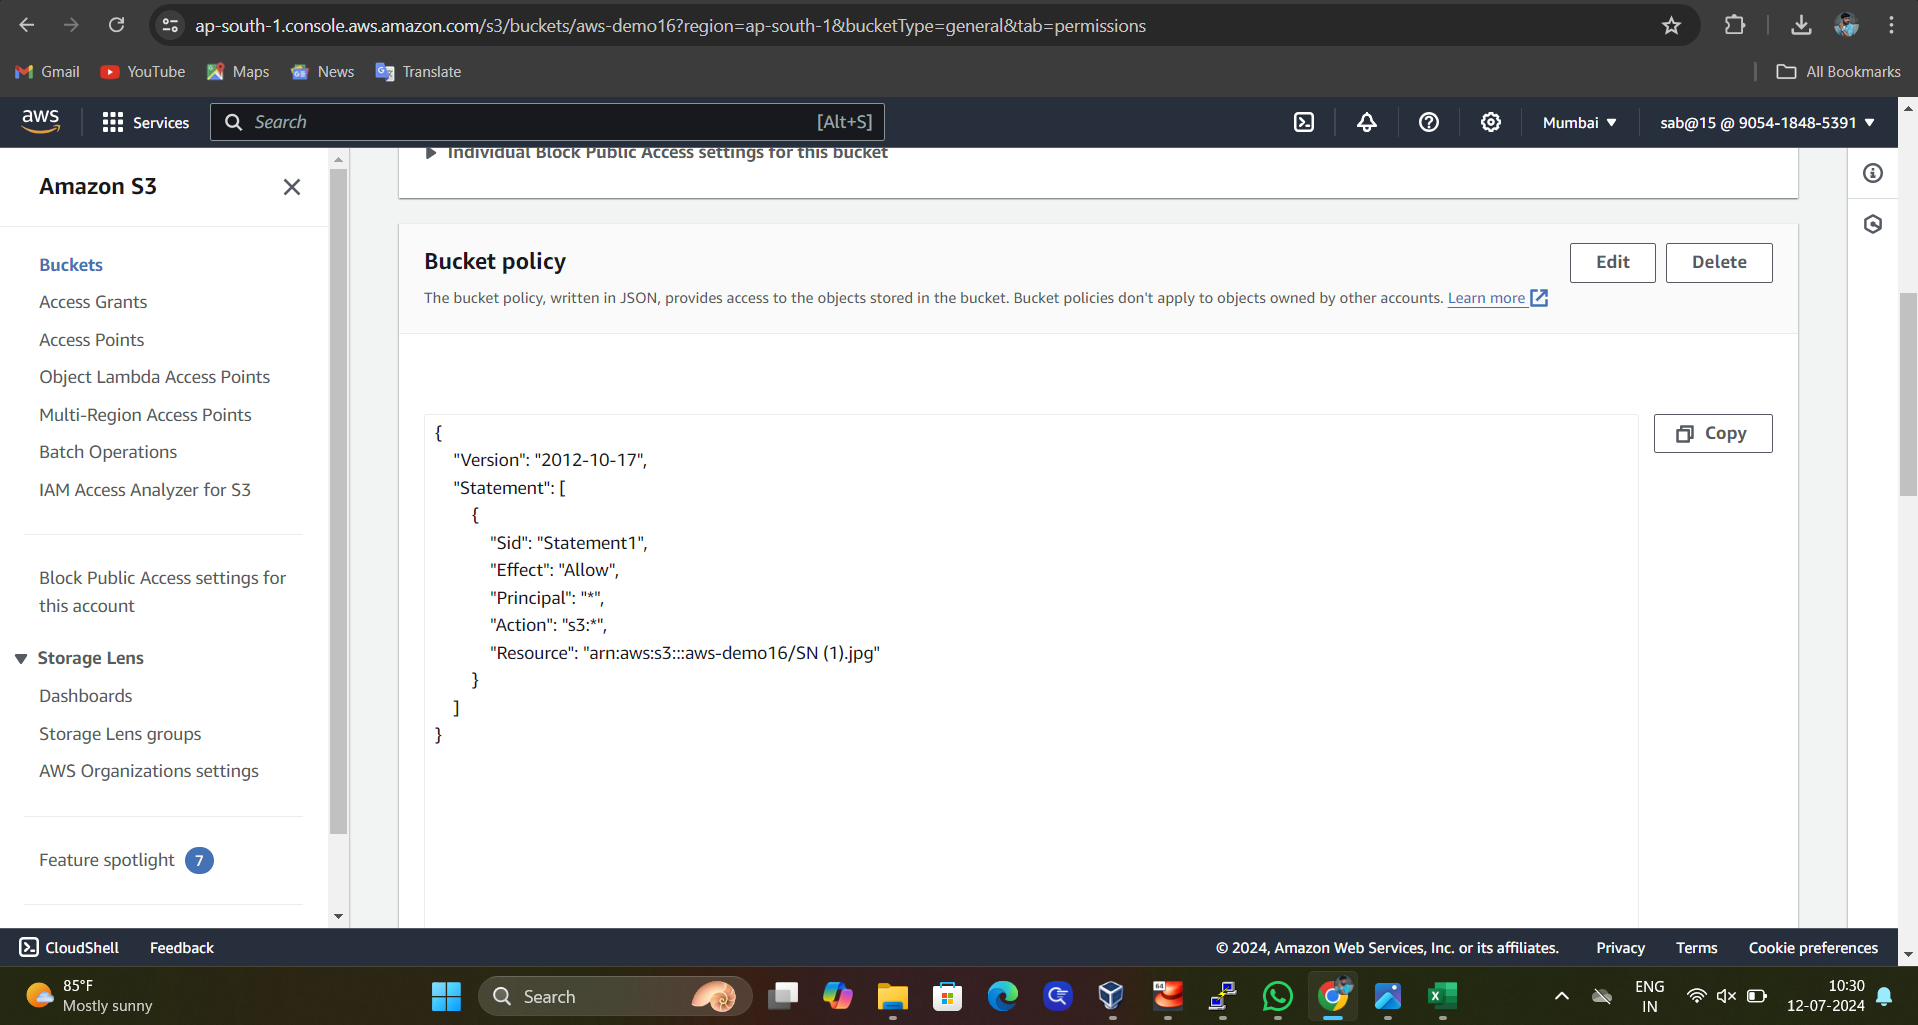 ap-south-1.console.aws.amazon.com/s3/buckets/aws-demo16?region=ap-south-1&bucketType=general&tab=permissions
Gmail
YouTube
Maps
News
Translate
All Bookmarks
aws
Services
Search
[Alt+S]
Mumbai
sab@15 @ 9054-1848-5391
Amazon S3
Buckets
Access Grants
Access Points
Object Lambda Access Points
Multi-Region Access Points
Batch Operations
IAM Access Analyzer for S3
Block Public Access settings for
this account
Storage Lens
Dashboards
Storage Lens groups
AWS Organizations settings
Feature spotlight 7
Individual Block Public Access settings for this bucket
Bucket policy
Edit
Delete
The bucket policy, written in JSON, provides access to the objects stored in the bucket. Bucket policies don't apply to objects owned by other accounts. Learn more
Copy
{
"Version": "2012-10-17",
"Statement": [
{
"Sid": "Statement1",
"Effect": "Allow",
"Principal": "*",
"Action": "s3:*",
"Resource": "arn:aws:s3:::aws-demo16/SN (1).jpg"
}
]
}
CloudShell
Feedback
© 2024, Amazon Web Services, Inc. or its affiliates.
Privacy
Terms
Cookie preferences
85°F
Mostly sunny
Search
64
ENG
IN
10:30
12-07-2024